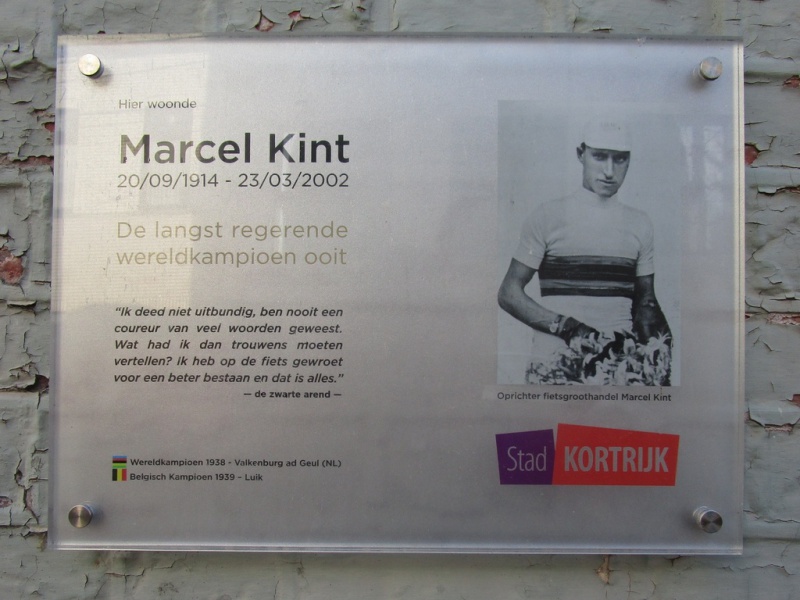 Hier woonde
Marcel Kint
20/09/1914 - 23/03/2002
De langst regerende
wereldkampioen ooit
"Ik deed niet uitbundig, ben nooit een
coureur van veel woorden geweest.
Wat had ik dan trouwens moeten
vertellen? ik heb op de fiets gewroet
voor een beter bestaan en dat is alles."
— de zwarte arend —
Wereldkampioen 1938 - Valkenburg ad Geul (NL)
Belgisch Kampioen 1939 - Luik
Oprichter fietsgroothandel Marcel Kint
Stad KORTRIJK